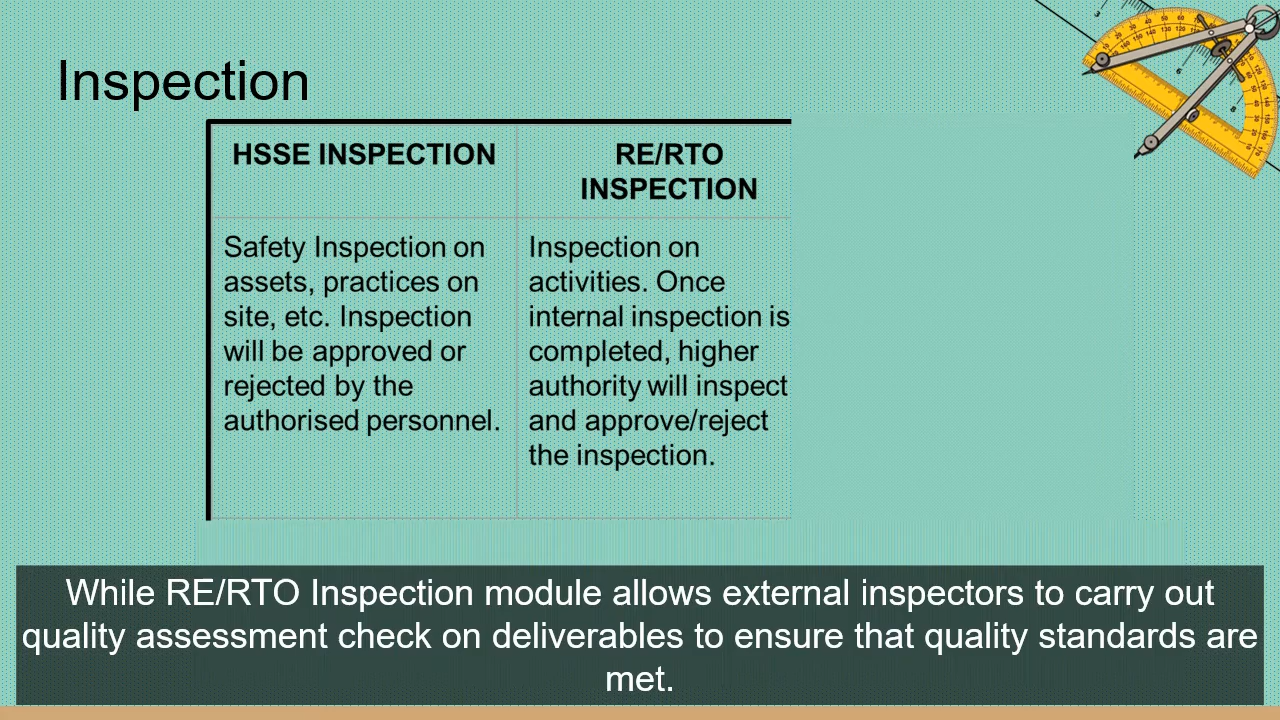 Inspection
HSSE INSPECTION
RE/RTO
INSPECTION
Safety Inspection on
assets, practices on
site, etc. Inspection
will be approved or
rejected by the
authorised personnel.
Inspection on
activities. Once
internal inspection is
completed, higher
authority will inspect
and approve/reject
the inspection.
While RE/RTO Inspection module allows external inspectors to carry out
quality assessment check on deliverables to ensure that quality standards are
met.